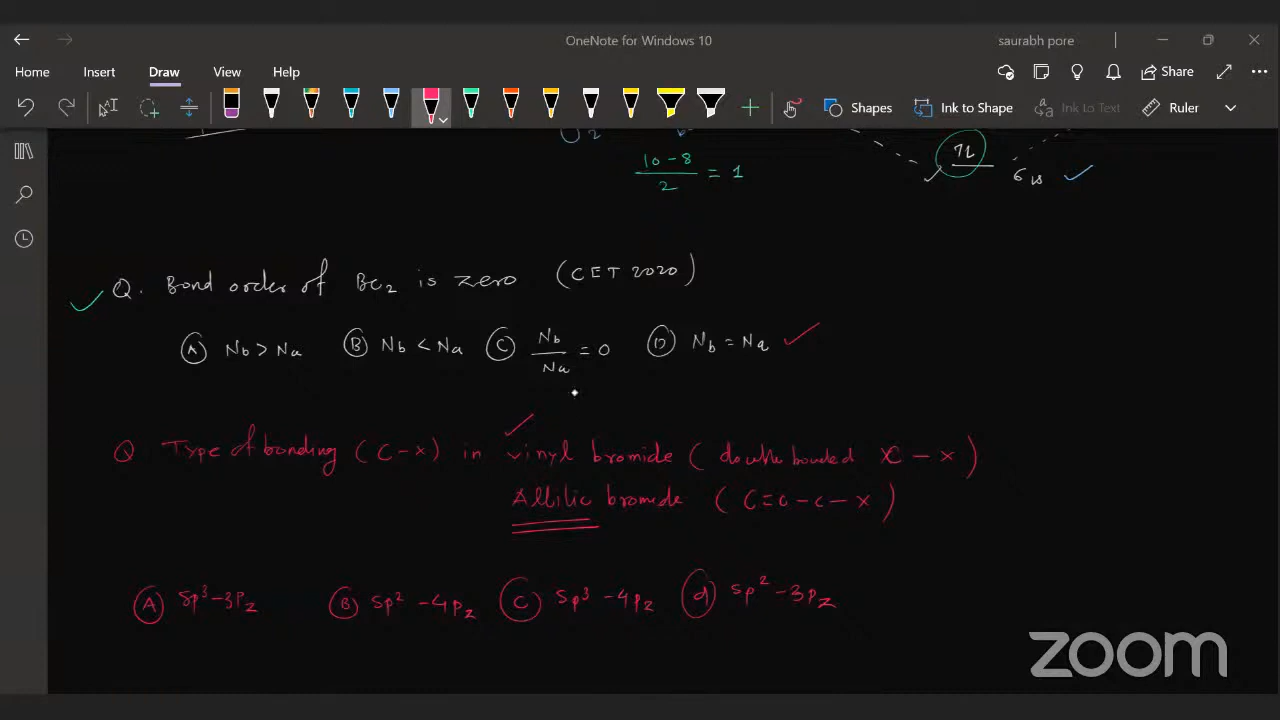 OneNote for Windows 10
saurabh pore
Home Insert Draw View Help
Share
Shapes Ink to Shape Ink to Text Ruler
10 - 8
2
= 1
Q. Bond order of Be2 is zero (CET 2020)
A Nb > Na B Nb < Na C Nb/Na = 0 D Nb = Na
Q Type of bonding (C-x) in vinyl bromide (double bonded C - x)
Allilic bromide (C=C-C-x)
A sp3-3pz B sp2-4pz C sp3-4pz d sp2-3pz
zoom